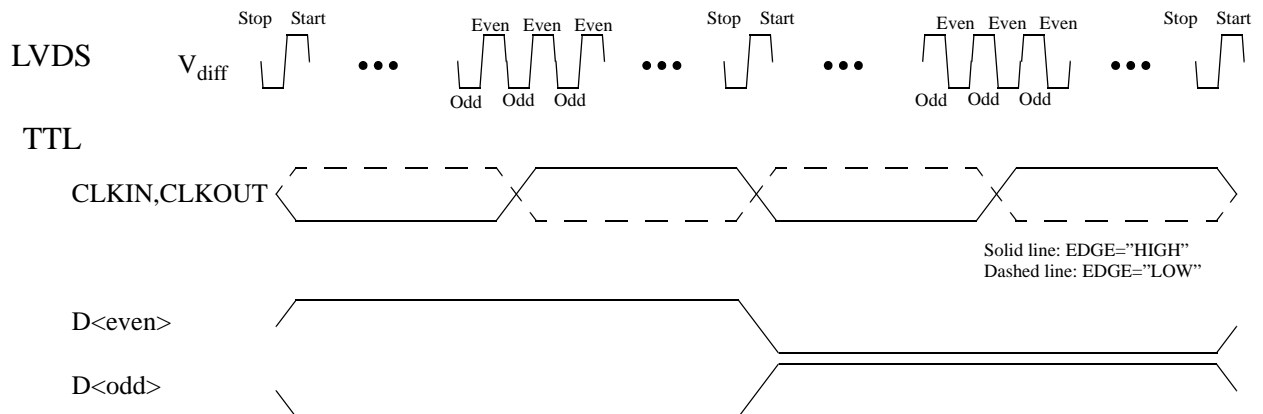 Stop Start Even Even Even Stop Start Even Even Even Stop Start
LVDS Vdiff ••• ••• ••• •••
Odd Odd Odd Odd Odd Odd
TTL
CLKIN,CLKOUT
Solid line: EDGE=”HIGH”
Dashed line: EDGE=”LOW”
D<even>
D<odd>